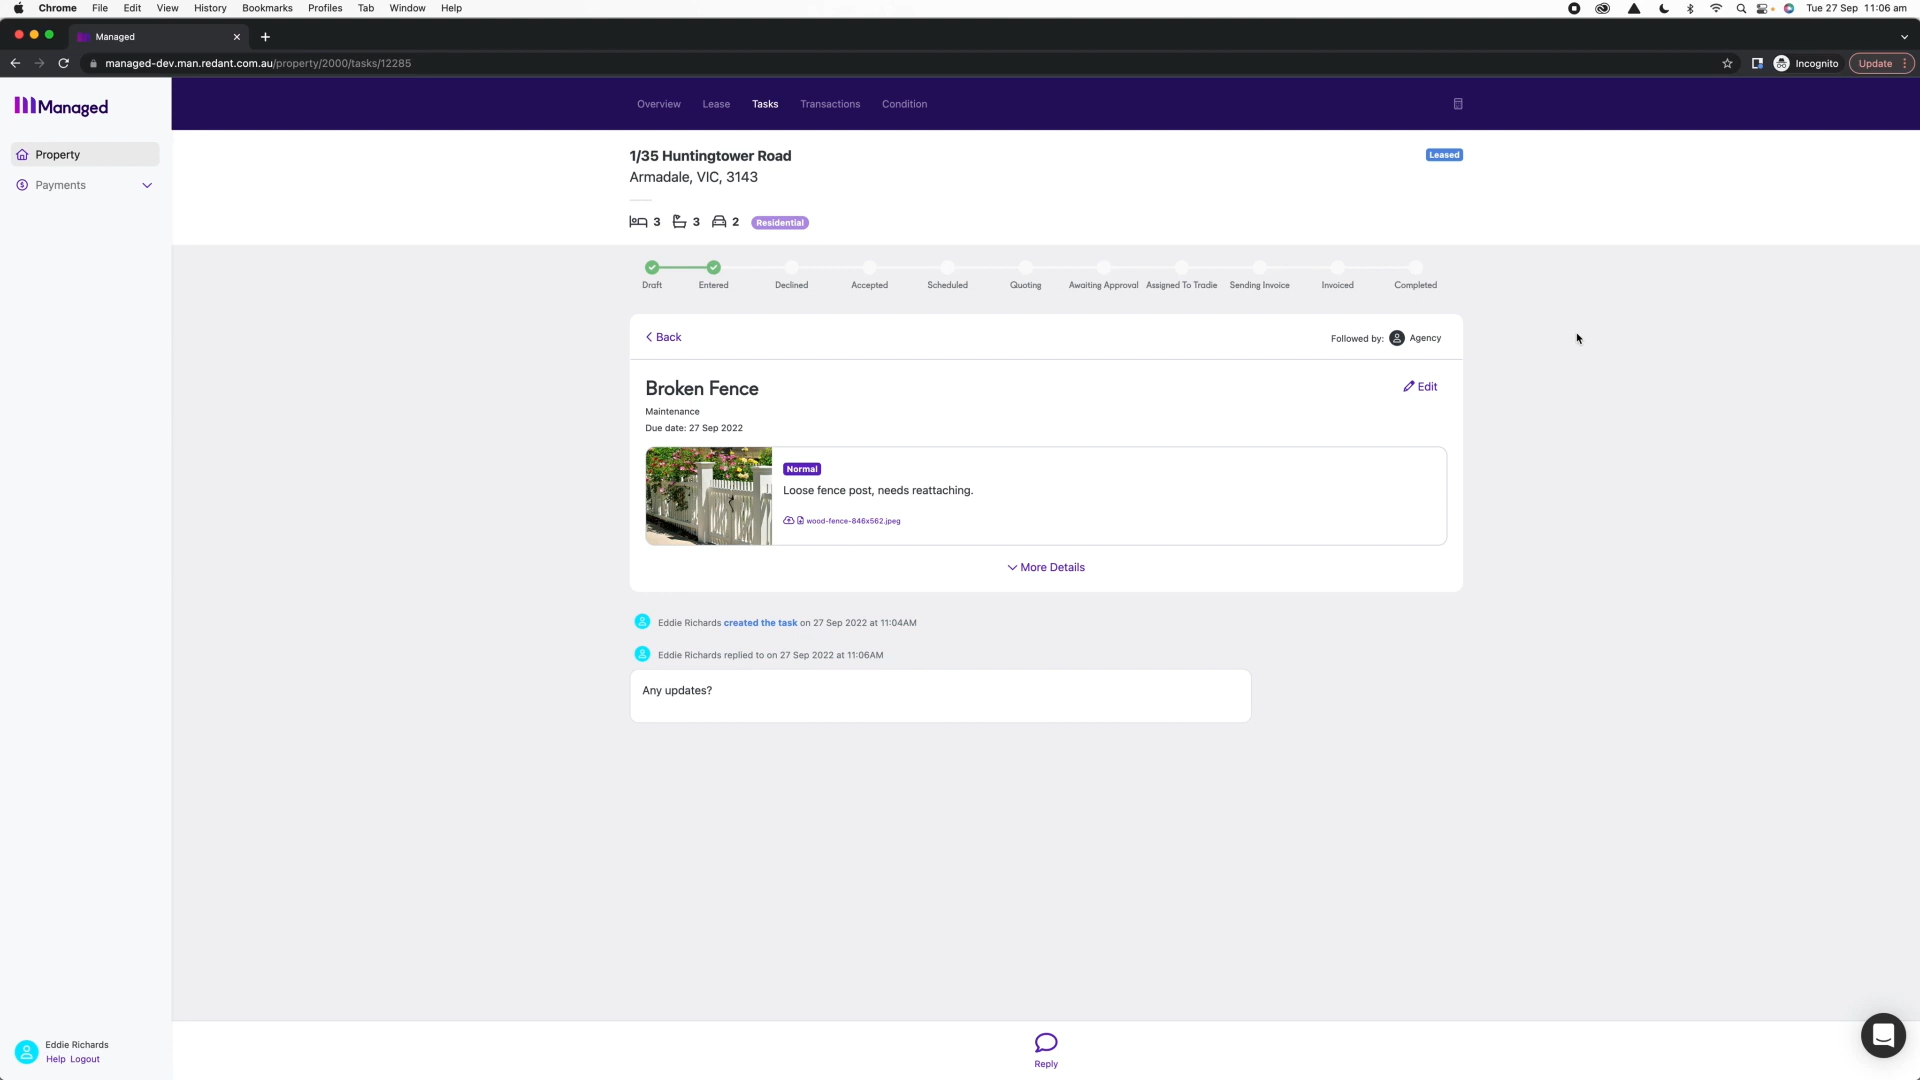 Chrome File Edit View History Bookmarks Profiles Tab Window Help Tue 27 Sep 11:06 am
Managed
managed-dev.man.redant.com.au/property/2000/tasks/12285 Incognito Update
Managed
Overview Lease Tasks Transactions Condition
Property
Payments
1/35 Huntingtower Road Leased
Armadale, VIC, 3143
3 3 2 Residential
Draft Entered Declined Accepted Scheduled Quoting Awaiting Approval Assigned To Tradie Sending Invoice Invoiced Completed
Back Followed by: Agency
Broken Fence Edit
Maintenance
Due date: 27 Sep 2022
Normal
Loose fence post, needs reattaching.
wood-fence-846x562.jpeg
More Details
Eddie Richards created the task on 27 Sep 2022 at 11:04AM
Eddie Richards replied to on 27 Sep 2022 at 11:06AM
Any updates?
Eddie Richards
Help Logout
Reply